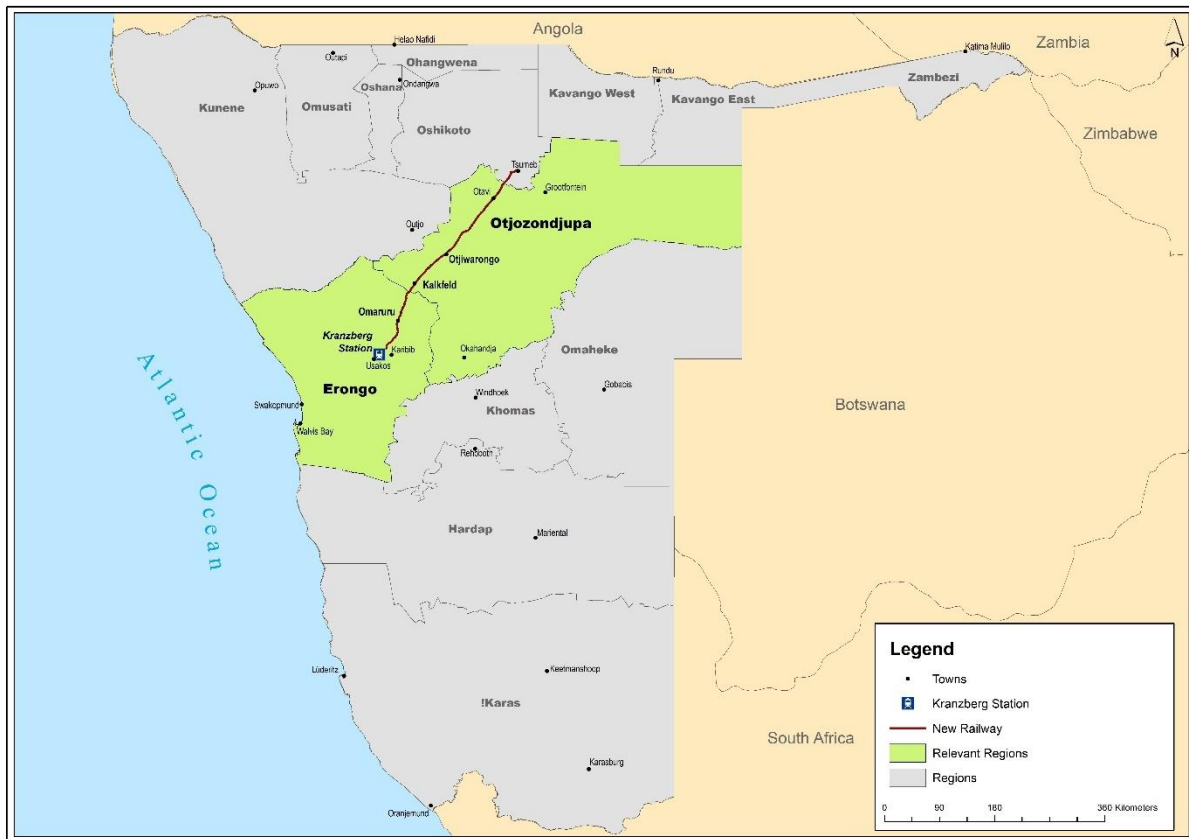 Angola
Helao Nafidi
Outapi
Katima Mulilo
Zambia
N
Ohangwena
Rundu
Opuwo
Oshana
Ondangwa
Zambezi
Kunene
Omusati
Kavango West
Kavango East
Oshikoto
Zimbabwe
Tsumeb
Otavi
Grootfontein
Outjo
Otjozondjupa
Otjiwarongo
Kalkfeld
Omaruru
Kranzberg
Station
Karibib
Usakos
Okahandja
Omaheke
Erongo
Windhoek
Gobabis
Swakopmund
Khomas
Botswana
Walvis Bay
Rehoboth
Atlantic Ocean
Hardap
Mariental
Lüderitz
Keetmanshoop
!Karas
South Africa
Karasburg
Oranjemund
Legend
Towns
Kranzberg Station
New Railway
Relevant Regions
Regions
0 90 180 360 Kilometers